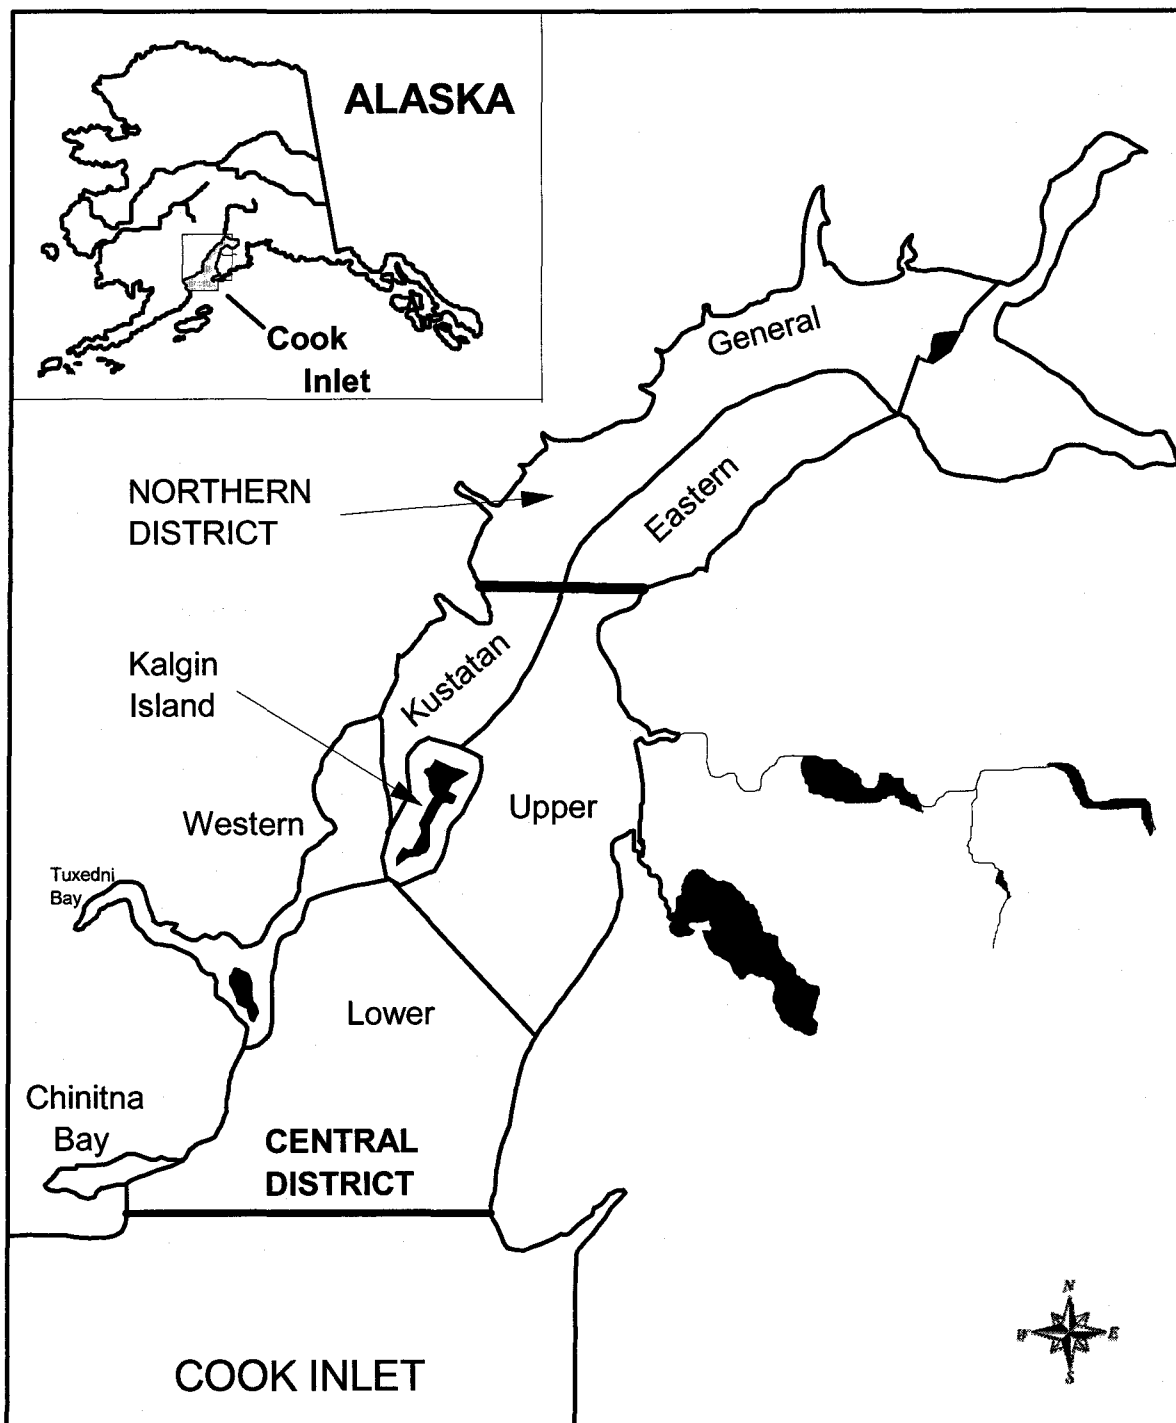 ALASKA
Cook
Inlet
General
Eastern
NORTHERN
DISTRICT
Kustatan
Kalgin
Island
Upper
Western
Tuxedni
Bay
Lower
Chinitna
Bay
CENTRAL
DISTRICT
N
W
E
S
COOK INLET